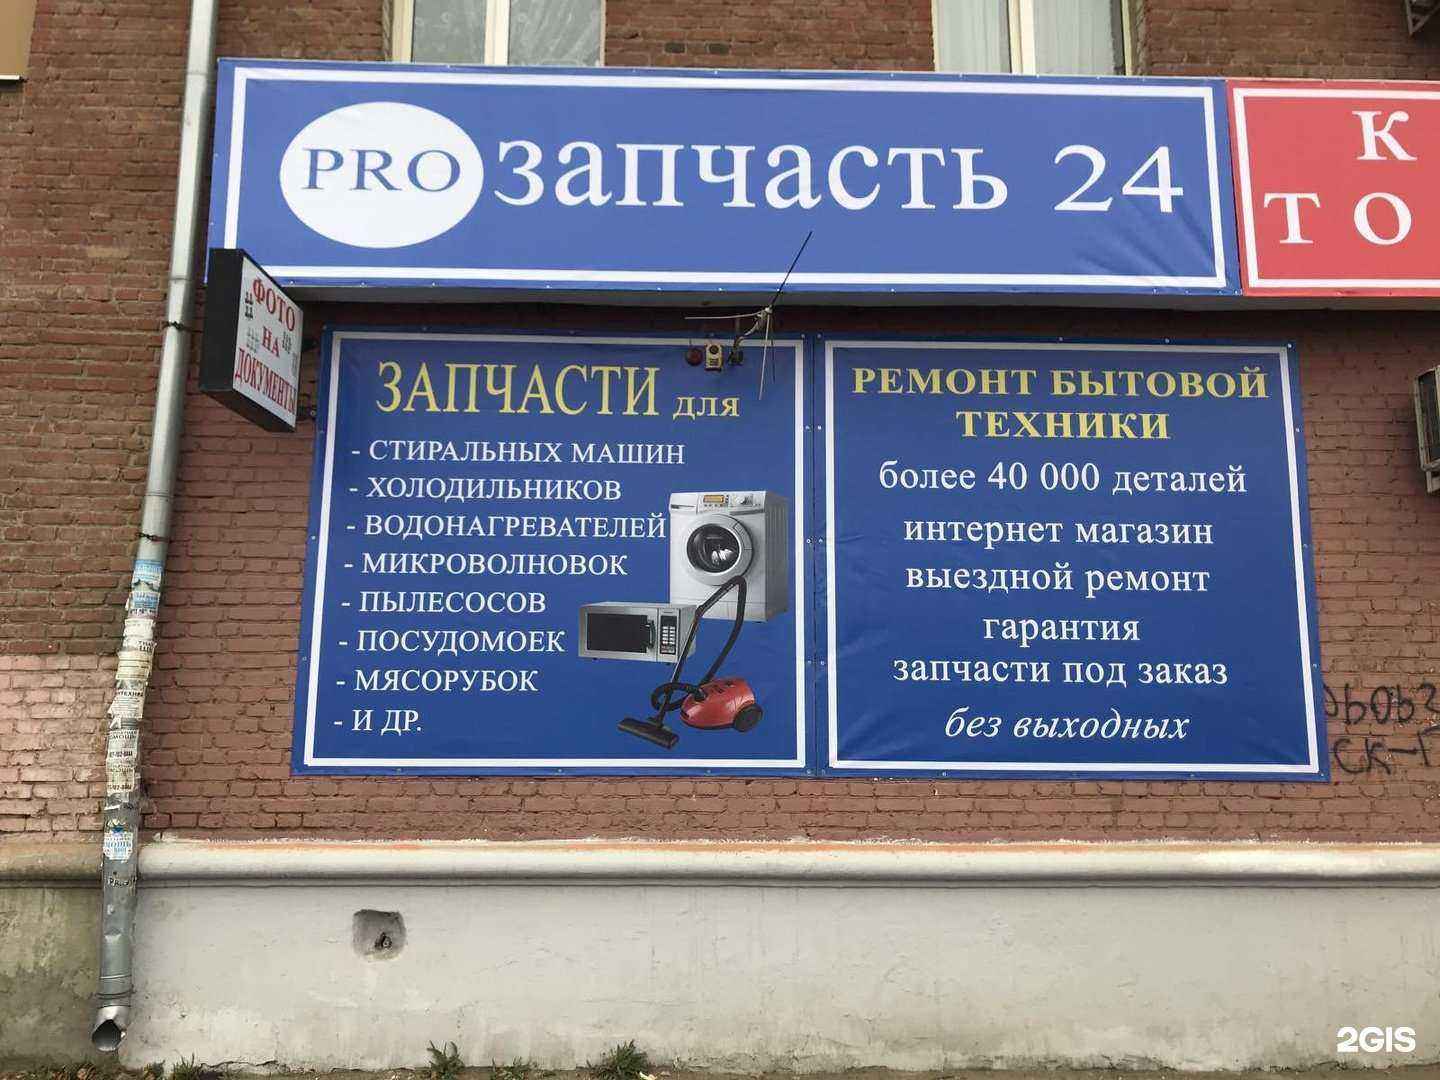 PRO запчасть 24
К
ТО
ФОТО
НА
ДОКУМЕНТЫ
ЗАПЧАСТИ для
- СТИРАЛЬНЫХ МАШИН
- ХОЛОДИЛЬНИКОВ
- ВОДОНАГРЕВАТЕЛЕЙ
- МИКРОВОЛНОВОК
- ПЫЛЕСОСОВ
- ПОСУДОМОЕК
- МЯСОРУБОК
- И ДР.
РЕМОНТ БЫТОВОЙ
ТЕХНИКИ
более 40 000 деталей
интернет магазин
выездной ремонт
гарантия
запчасти под заказ
без выходных
2GIS